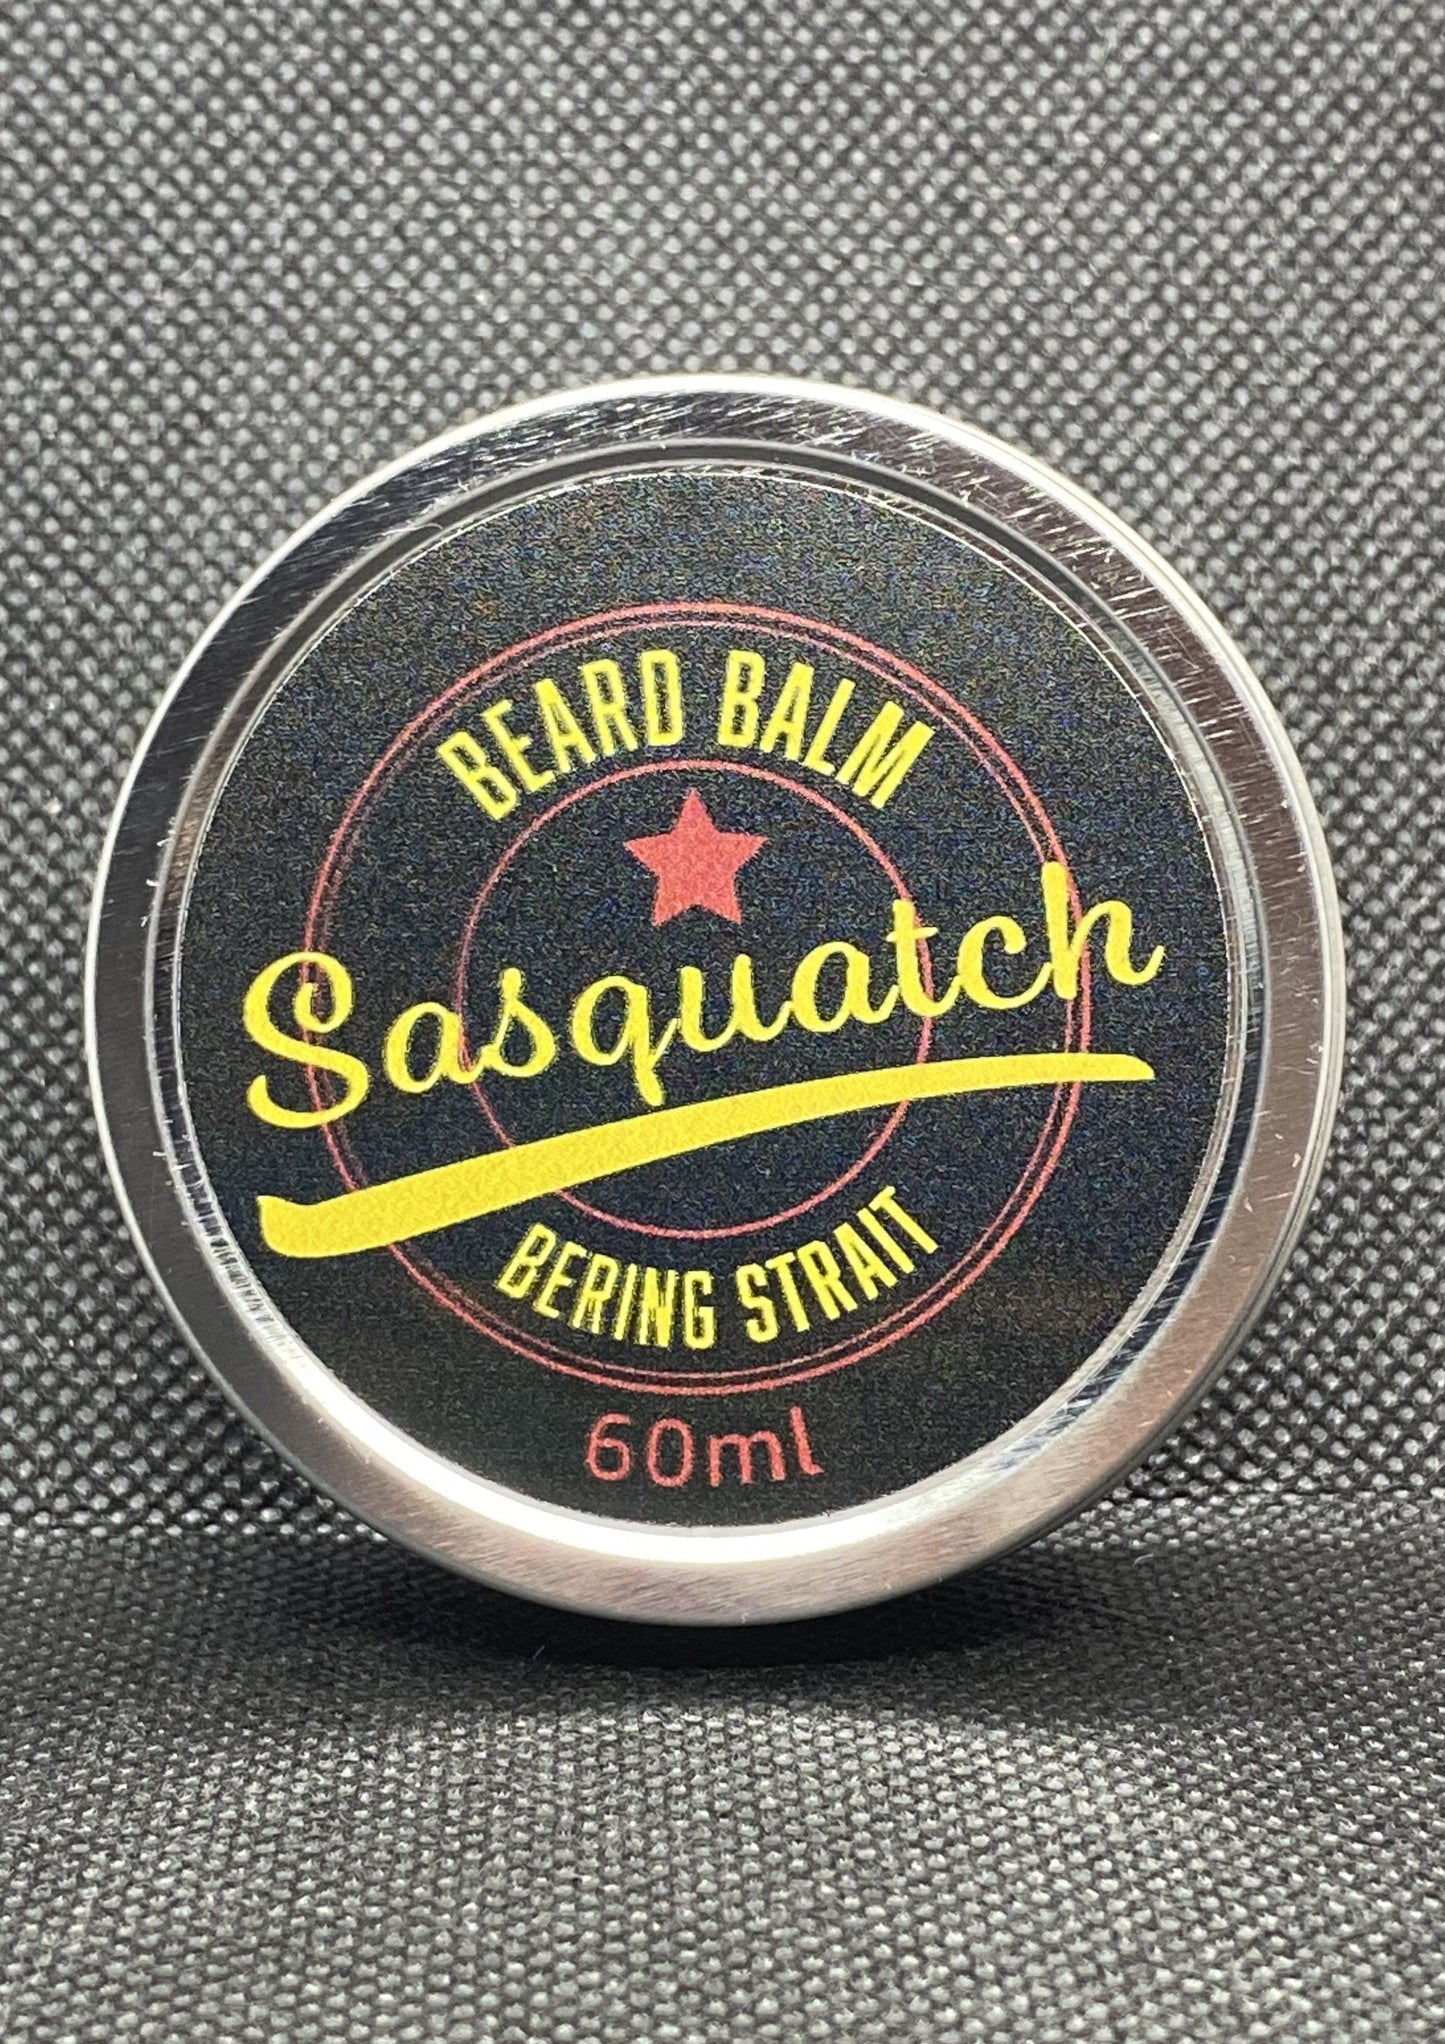 BEARD BALM
Sasquatch
BERING STRAIT
60ml